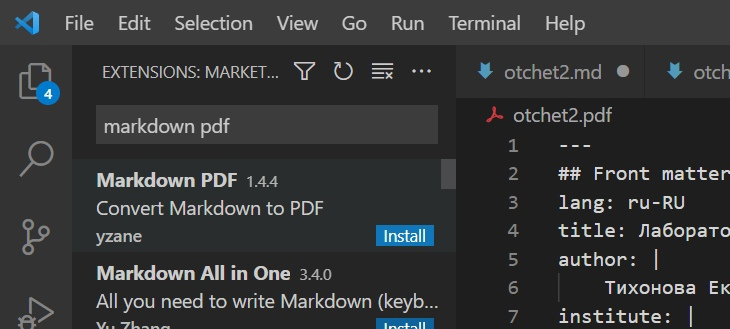 File Edit Selection View Go Run Terminal Help
EXTENSIONS: MARKET...
4
markdown pdf
Markdown PDF 1.4.4
Convert Markdown to PDF
yzane Install
Markdown All in One 3.4.0
All you need to write Markdown (keyb...
Yu Zhang Install
otchet2.md otch
otchet2.pdf
1 ---
2 ## Front matter
3 lang: ru-RU
4 title: Лаборато
5 author: |
6 Тихонова Ек
7 institute: |